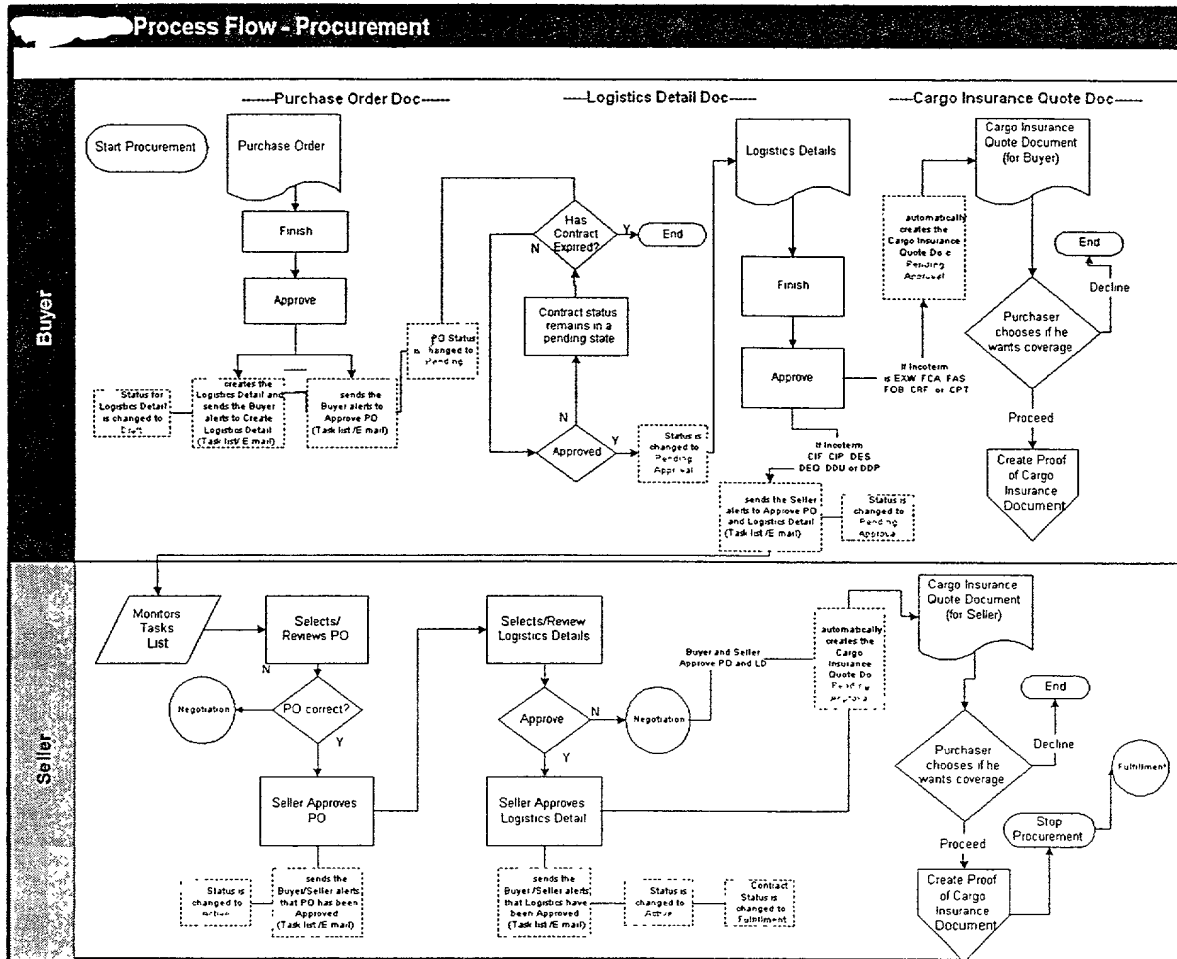 Process Flow - Procurement
Buyer
-----Purchase Order Doc-----
-----Logistics Detail Doc-----
-----Cargo Insurance Quote Doc-----
Start Procurement
Purchase Order
Finish
Approve
Status for
Logistics Detail
is changed to
Draft
creates the
Logistics Detail and
sends the Buyer
alerts to Create
Logistics Detail
(Task list/ E mail)
sends the
Buyer alerts to
Approve PO
(Task list /E mail)
PO Status
is changed to
Pending
Has
Contract
Expired?
N
Y
End
Contract status
remains in a
pending state
N
Approved
Y
Status is
changed to
Pending
Approval
Logistics Details
Finish
Approve
If Incoterm
is EXW FCA FAS
FOB CRF or CPT
If Incoterm
CIF CIP DES
DEQ DDU or DDP
sends the Seller
alerts to Approve PO
and Logistics Detail
(Task list /E mail)
Status is
changed to
Pending
Approval
automatically
creates the
Cargo Insurance
Quote Do
Pending
Approval
Cargo Insurance
Quote Document
(for Buyer)
End
Decline
Purchaser
chooses if he
wants coverage
Proceed
Create Proof
of Cargo
Insurance
Document
Seller
Monitors
Tasks
List
Selects/
Reviews PO
N
Negotiation
PO correct?
Y
Seller Approves
PO
Status is
changed to
Active
sends the
Buyer/Seller alerts
that PO has been
Approved
(Task list /E mail)
Selects/Review
Logistics Details
Approve
N
Negotiation
Y
Seller Approves
Logistics Detail
sends the
Buyer /Seller alerts
that Logistics have
been Approved
(Task list /E mail)
Status is
changed to
Active
Contract
Status is
changed to
Fulfillment
Buyer and Seller
Approve PO and LD
automatically
creates the
Cargo
Insurance
Quote Do
Pending
Cargo Insurance
Quote Document
(for Seller)
End
Decline
Purchaser
chooses if he
wants coverage
Proceed
Create Proof
of Cargo
Insurance
Document
Stop
Procurement
Fulfillment